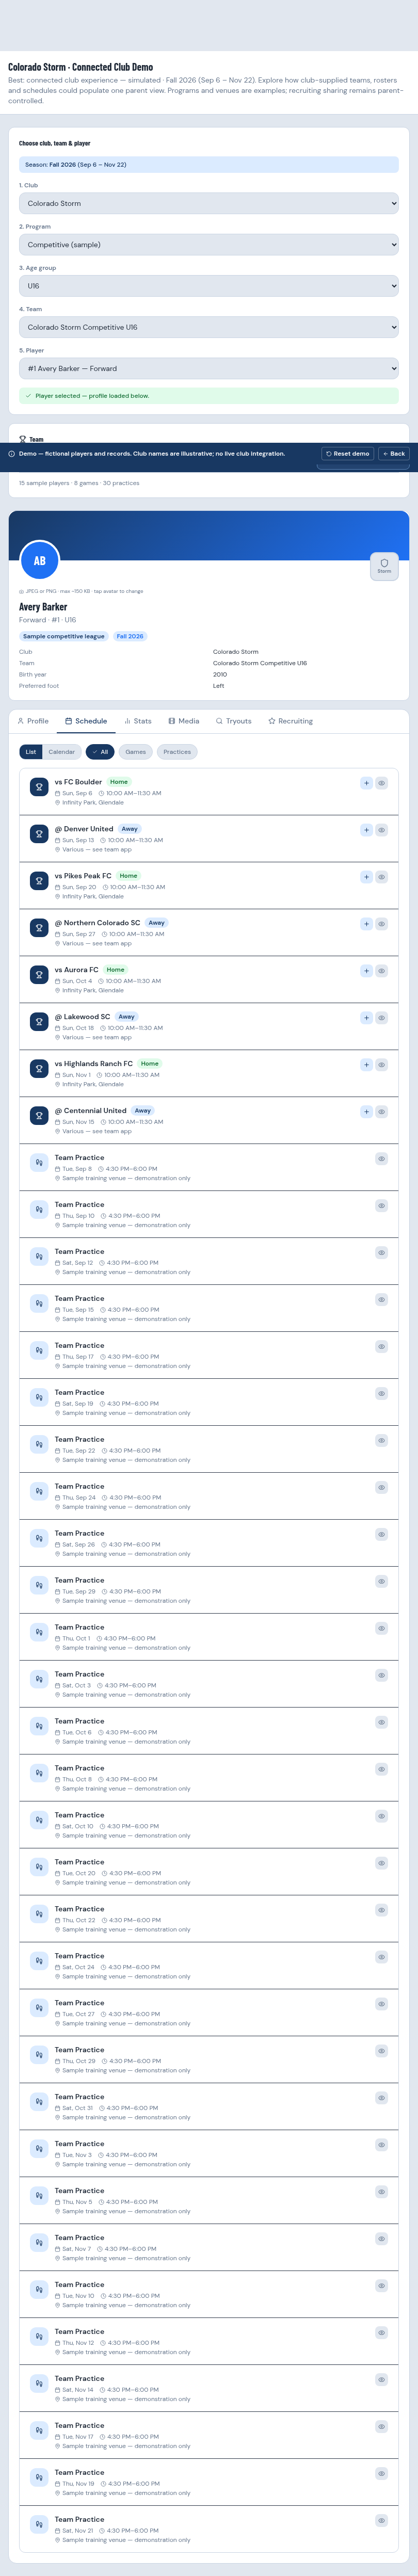 Colorado Storm · Connected Club Demo
Best: connected club experience — simulated · Fall 2026 (Sep 6 – Nov 22). Explore how club-supplied teams, rosters
and schedules could populate one parent view. Programs and venues are examples; recruiting sharing remains parent-
controlled.
Choose club, team & player
Season: Fall 2026 (Sep 6 – Nov 22)
1. Club
Colorado Storm
2. Program
Competitive (sample)
3. Age group
U16
4. Team
Colorado Storm Competitive U16
5. Player
#1 Avery Barker — Forward
Player selected — profile loaded below.
Team
Demo — fictional players and records. Club names are illustrative; no live club integration.
Reset demo
Back
15 sample players · 8 games · 30 practices
AB
Storm
JPEG or PNG · max ~150 KB · tap avatar to change
Avery Barker
Forward · #1 · U16
Sample competitive league
Fall 2026
Club Colorado Storm
Team Colorado Storm Competitive U16
Birth year 2010
Preferred foot Left
Profile Schedule Stats Media Tryouts Recruiting
List Calendar All Games Practices
vs FC Boulder Home
Sun, Sep 6 10:00 AM–11:30 AM
Infinity Park, Glendale
@ Denver United Away
Sun, Sep 13 10:00 AM–11:30 AM
Various — see team app
vs Pikes Peak FC Home
Sun, Sep 20 10:00 AM–11:30 AM
Infinity Park, Glendale
@ Northern Colorado SC Away
Sun, Sep 27 10:00 AM–11:30 AM
Various — see team app
vs Aurora FC Home
Sun, Oct 4 10:00 AM–11:30 AM
Infinity Park, Glendale
@ Lakewood SC Away
Sun, Oct 18 10:00 AM–11:30 AM
Various — see team app
vs Highlands Ranch FC Home
Sun, Nov 1 10:00 AM–11:30 AM
Infinity Park, Glendale
@ Centennial United Away
Sun, Nov 15 10:00 AM–11:30 AM
Various — see team app
Team Practice
Tue, Sep 8 4:30 PM–6:00 PM
Sample training venue — demonstration only
Team Practice
Thu, Sep 10 4:30 PM–6:00 PM
Sample training venue — demonstration only
Team Practice
Sat, Sep 12 4:30 PM–6:00 PM
Sample training venue — demonstration only
Team Practice
Tue, Sep 15 4:30 PM–6:00 PM
Sample training venue — demonstration only
Team Practice
Thu, Sep 17 4:30 PM–6:00 PM
Sample training venue — demonstration only
Team Practice
Sat, Sep 19 4:30 PM–6:00 PM
Sample training venue — demonstration only
Team Practice
Tue, Sep 22 4:30 PM–6:00 PM
Sample training venue — demonstration only
Team Practice
Thu, Sep 24 4:30 PM–6:00 PM
Sample training venue — demonstration only
Team Practice
Sat, Sep 26 4:30 PM–6:00 PM
Sample training venue — demonstration only
Team Practice
Tue, Sep 29 4:30 PM–6:00 PM
Sample training venue — demonstration only
Team Practice
Thu, Oct 1 4:30 PM–6:00 PM
Sample training venue — demonstration only
Team Practice
Sat, Oct 3 4:30 PM–6:00 PM
Sample training venue — demonstration only
Team Practice
Tue, Oct 6 4:30 PM–6:00 PM
Sample training venue — demonstration only
Team Practice
Thu, Oct 8 4:30 PM–6:00 PM
Sample training venue — demonstration only
Team Practice
Sat, Oct 10 4:30 PM–6:00 PM
Sample training venue — demonstration only
Team Practice
Tue, Oct 20 4:30 PM–6:00 PM
Sample training venue — demonstration only
Team Practice
Thu, Oct 22 4:30 PM–6:00 PM
Sample training venue — demonstration only
Team Practice
Sat, Oct 24 4:30 PM–6:00 PM
Sample training venue — demonstration only
Team Practice
Tue, Oct 27 4:30 PM–6:00 PM
Sample training venue — demonstration only
Team Practice
Thu, Oct 29 4:30 PM–6:00 PM
Sample training venue — demonstration only
Team Practice
Sat, Oct 31 4:30 PM–6:00 PM
Sample training venue — demonstration only
Team Practice
Tue, Nov 3 4:30 PM–6:00 PM
Sample training venue — demonstration only
Team Practice
Thu, Nov 5 4:30 PM–6:00 PM
Sample training venue — demonstration only
Team Practice
Sat, Nov 7 4:30 PM–6:00 PM
Sample training venue — demonstration only
Team Practice
Tue, Nov 10 4:30 PM–6:00 PM
Sample training venue — demonstration only
Team Practice
Thu, Nov 12 4:30 PM–6:00 PM
Sample training venue — demonstration only
Team Practice
Sat, Nov 14 4:30 PM–6:00 PM
Sample training venue — demonstration only
Team Practice
Tue, Nov 17 4:30 PM–6:00 PM
Sample training venue — demonstration only
Team Practice
Thu, Nov 19 4:30 PM–6:00 PM
Sample training venue — demonstration only
Team Practice
Sat, Nov 21 4:30 PM–6:00 PM
Sample training venue — demonstration only